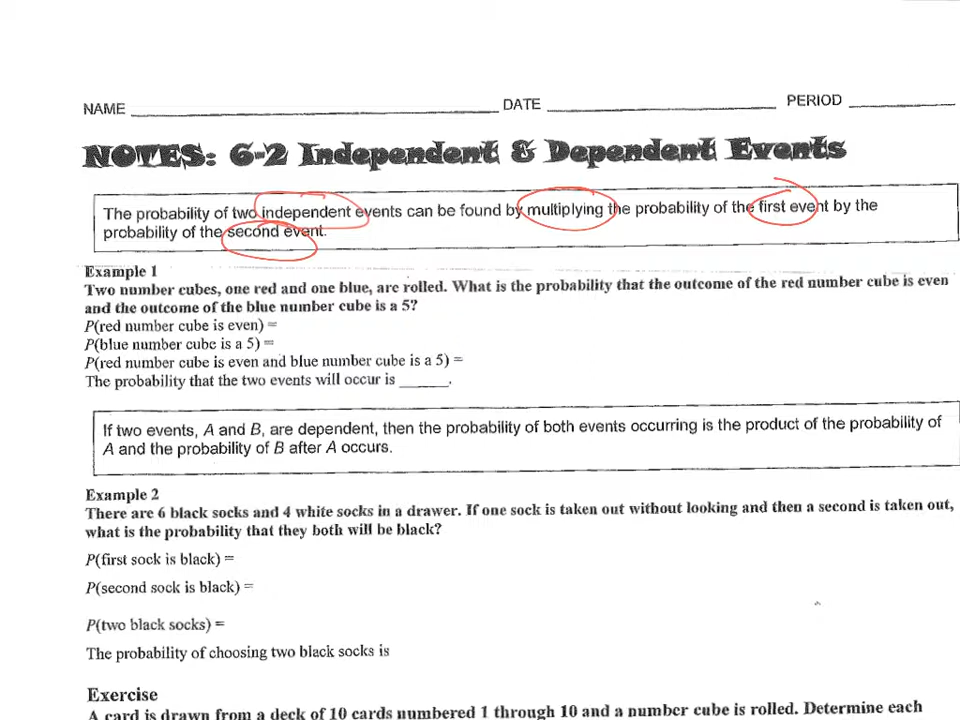 NAME ____ DATE ____ PERIOD ____
NOTES: 6-2 Independent & Dependent Events
The probability of two independent events can be found by multiplying the probability of the first event by the
probability of the second event.
Example 1
Two number cubes, one red and one blue, are rolled. What is the probability that the outcome of the red number cube is even
and the outcome of the blue number cube is a 5?
P(red number cube is even) =
P(blue number cube is a 5) =
P(red number cube is even and blue number cube is a 5) =
The probability that the two events will occur is ______.
If two events, A and B, are dependent, then the probability of both events occurring is the product of the probability of
A and the probability of B after A occurs.
Example 2
There are 6 black socks and 4 white socks in a drawer. If one sock is taken out without looking and then a second is taken out,
what is the probability that they both will be black?
P(first sock is black) =
P(second sock is black) =
P(two black socks) =
The probability of choosing two black socks is
Exercise
A card is drawn from a deck of 10 cards numbered 1 through 10 and a number cube is rolled. Determine each